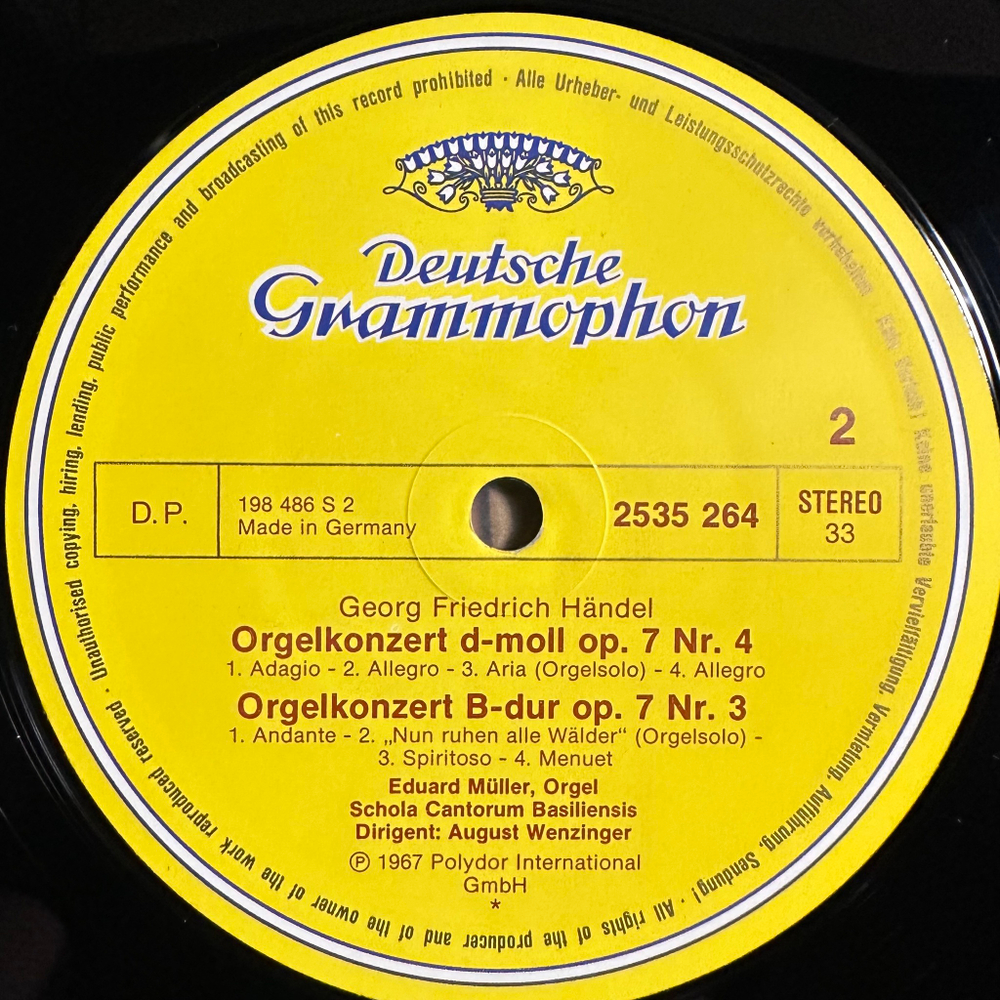 Deutsche
Grammophon
2
D.P.
198 486 S 2
Made in Germany
2535 264
STEREO
33
Georg Friedrich Händel
Orgelkonzert d-moll op. 7 Nr. 4
1. Adagio - 2. Allegro - 3. Aria (Orgelsolo) - 4. Allegro
Orgelkonzert B-dur op. 7 Nr. 3
1. Andante - 2. „Nun ruhen alle Wälder“ (Orgelsolo) -
3. Spiritoso - 4. Menuet
Eduard Müller, Orgel
Schola Cantorum Basiliensis
Dirigent: August Wenzinger
Ⓟ 1967 Polydor International
GmbH
*
Alle Urheber- und Leistungsschutzrechte vorbehalten · Kein Verleih! Keine unerlaubte Vervielfältigung, Vermietung, Aufführung, Sendung! · All rights of the producer and of the owner of the work reproduced reserved · Unauthorised copying, hiring, lending, public performance and broadcasting of this record prohibited ·